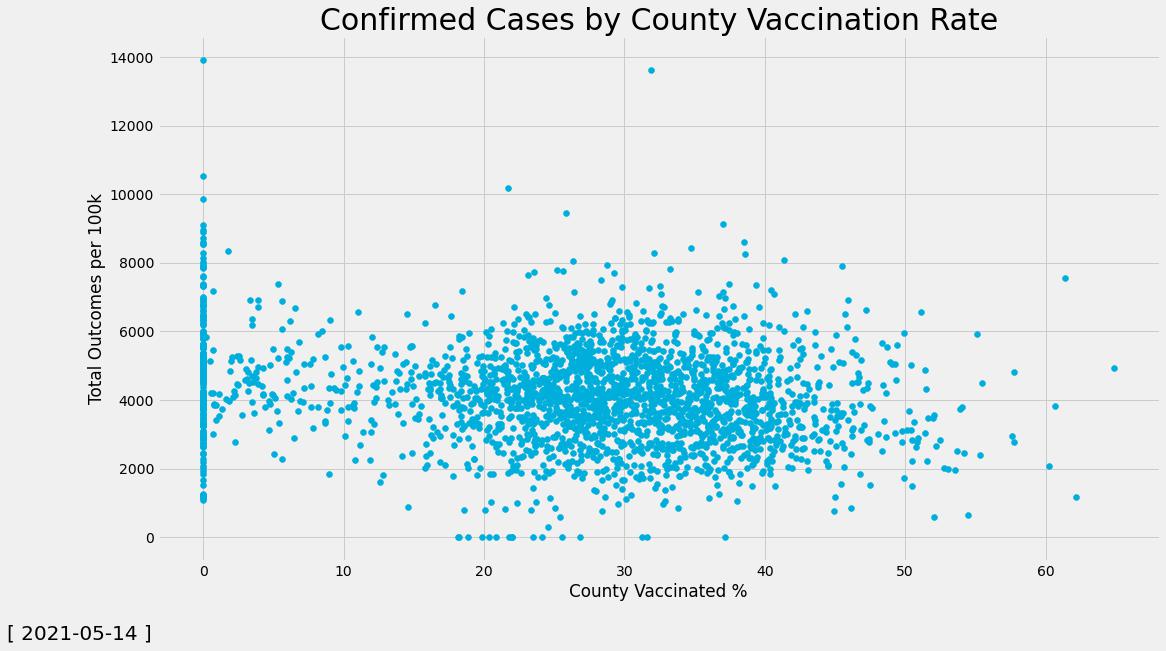 Confirmed Cases by County Vaccination Rate
14000
12000
10000
8000
6000
4000
2000
0
Total Outcomes per 100k
0 10 20 30 40 50 60
County Vaccinated %
[ 2021-05-14 ]